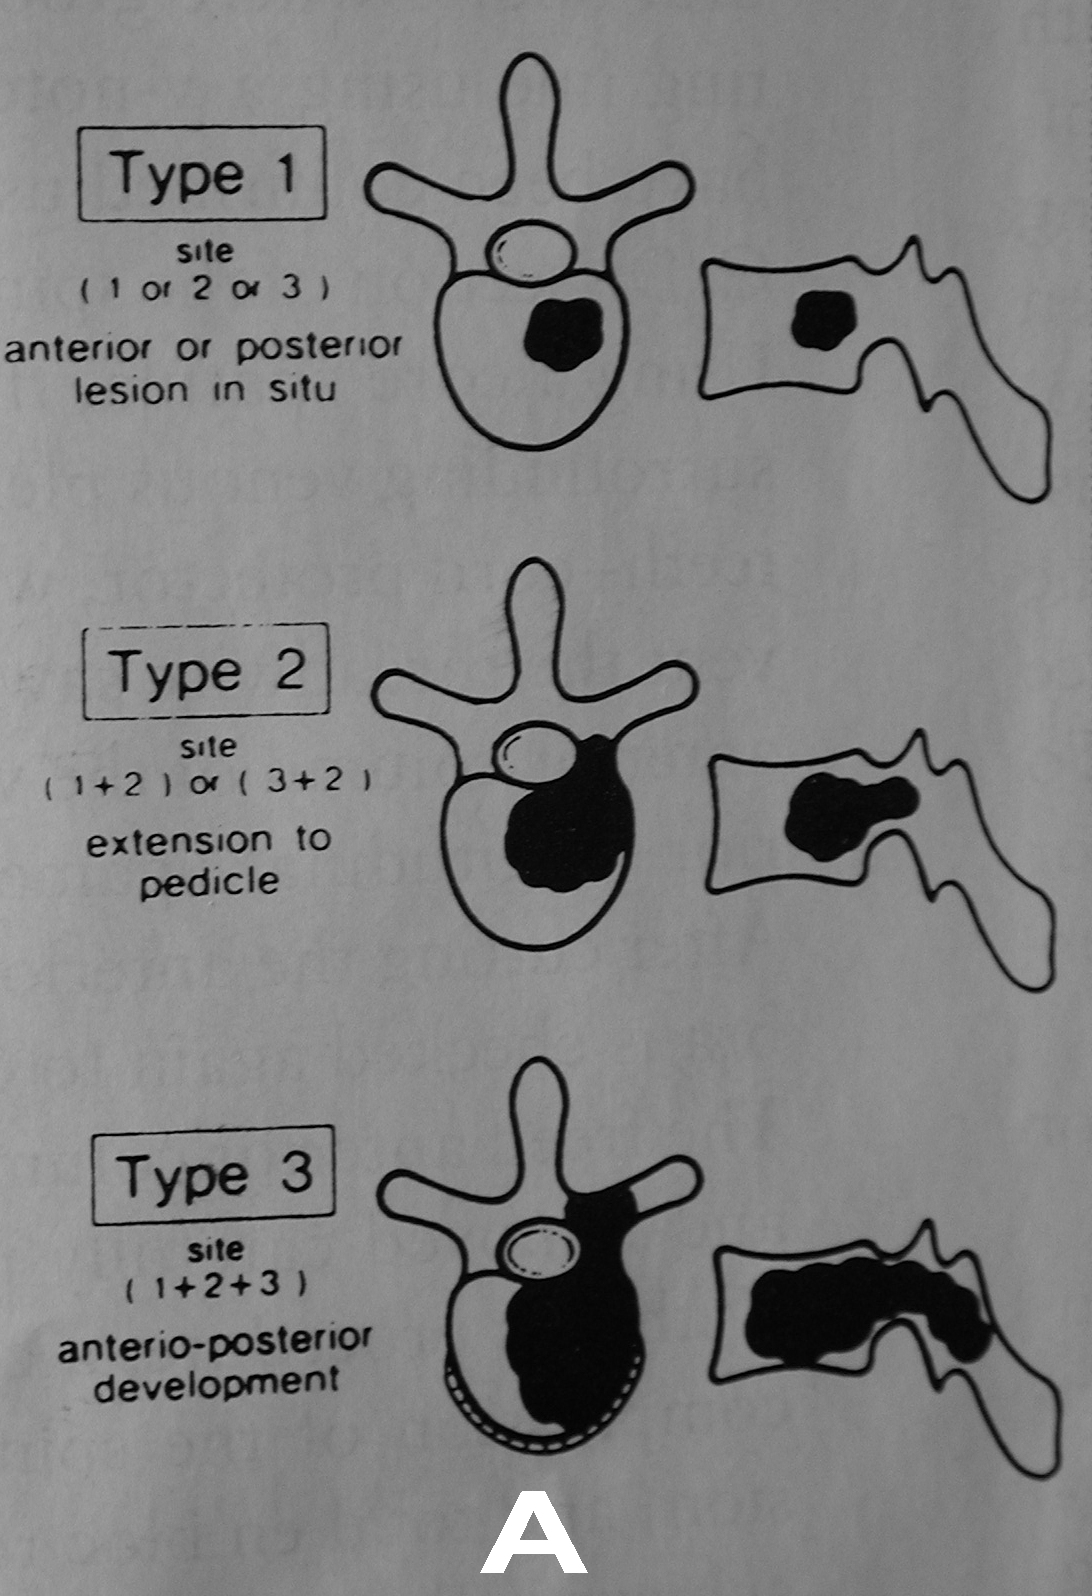 Type 1
site
( 1 or 2 or 3 )
anterior or posterior
lesion in situ
Type 2
site
( 1+2 ) or ( 3+2 )
extension to
pedicle
Type 3
site
( 1+2+3 )
anterio-posterior
development
A